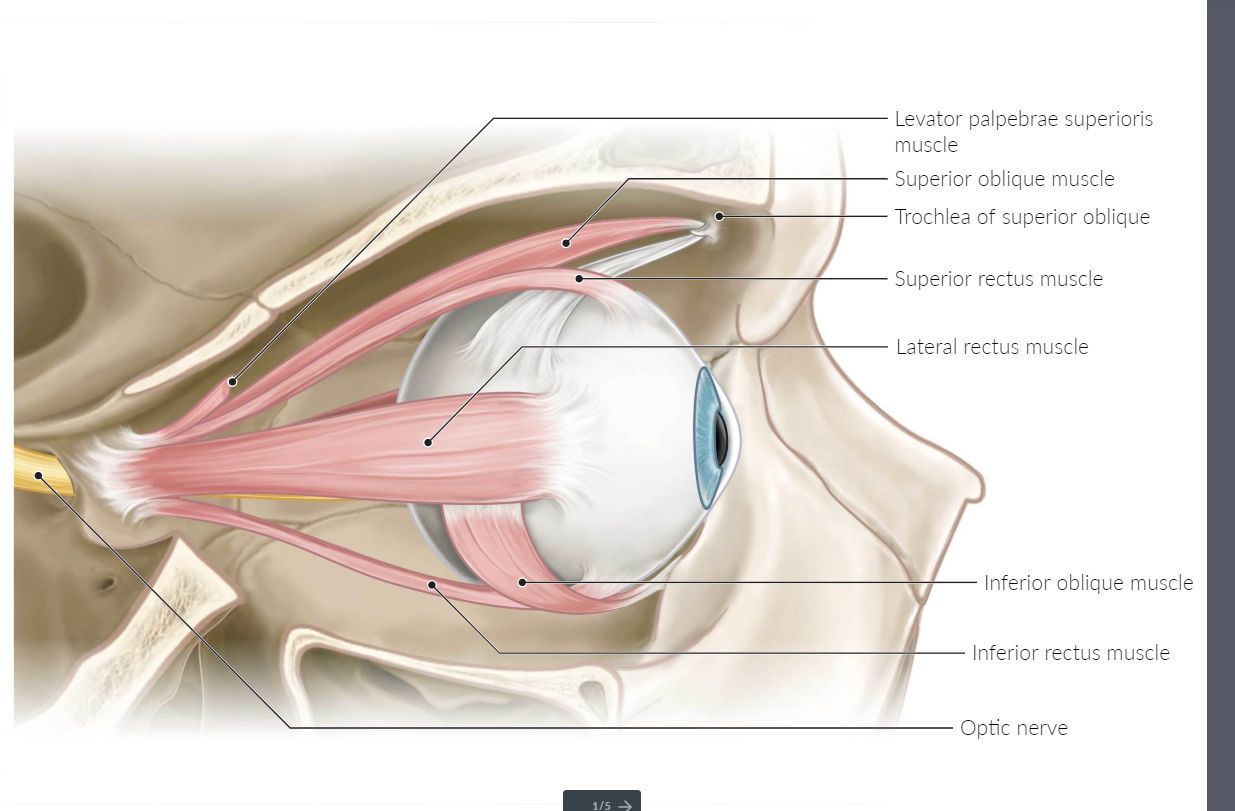 Levator palpebrae superioris
muscle
Superior oblique muscle
Trochlea of superior oblique
Superior rectus muscle
Lateral rectus muscle
Inferior oblique muscle
Inferior rectus muscle
Optic nerve
1/5 →